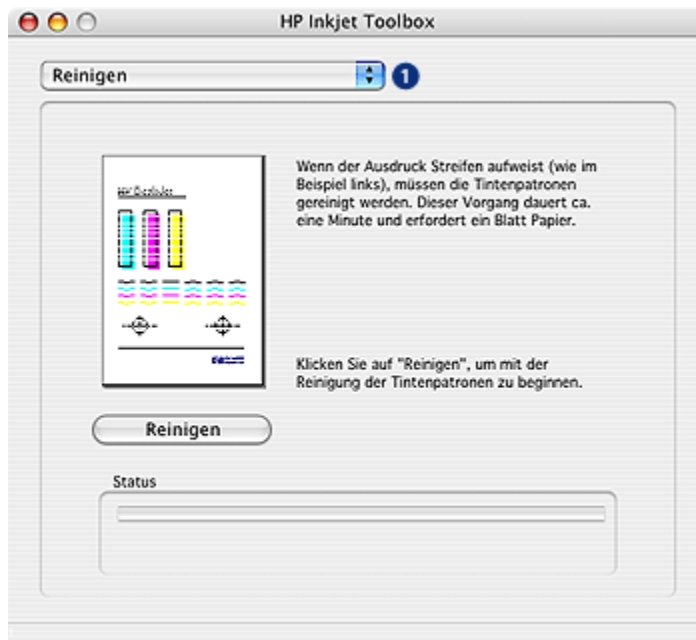 HP Inkjet Toolbox
Reinigen
1
Wenn der Ausdruck Streifen aufweist (wie im
Beispiel links), müssen die Tintenpatronen
gereinigt werden. Dieser Vorgang dauert ca.
eine Minute und erfordert ein Blatt Papier.
Klicken Sie auf "Reinigen", um mit der
Reinigung der Tintenpatronen zu beginnen.
Reinigen
Status